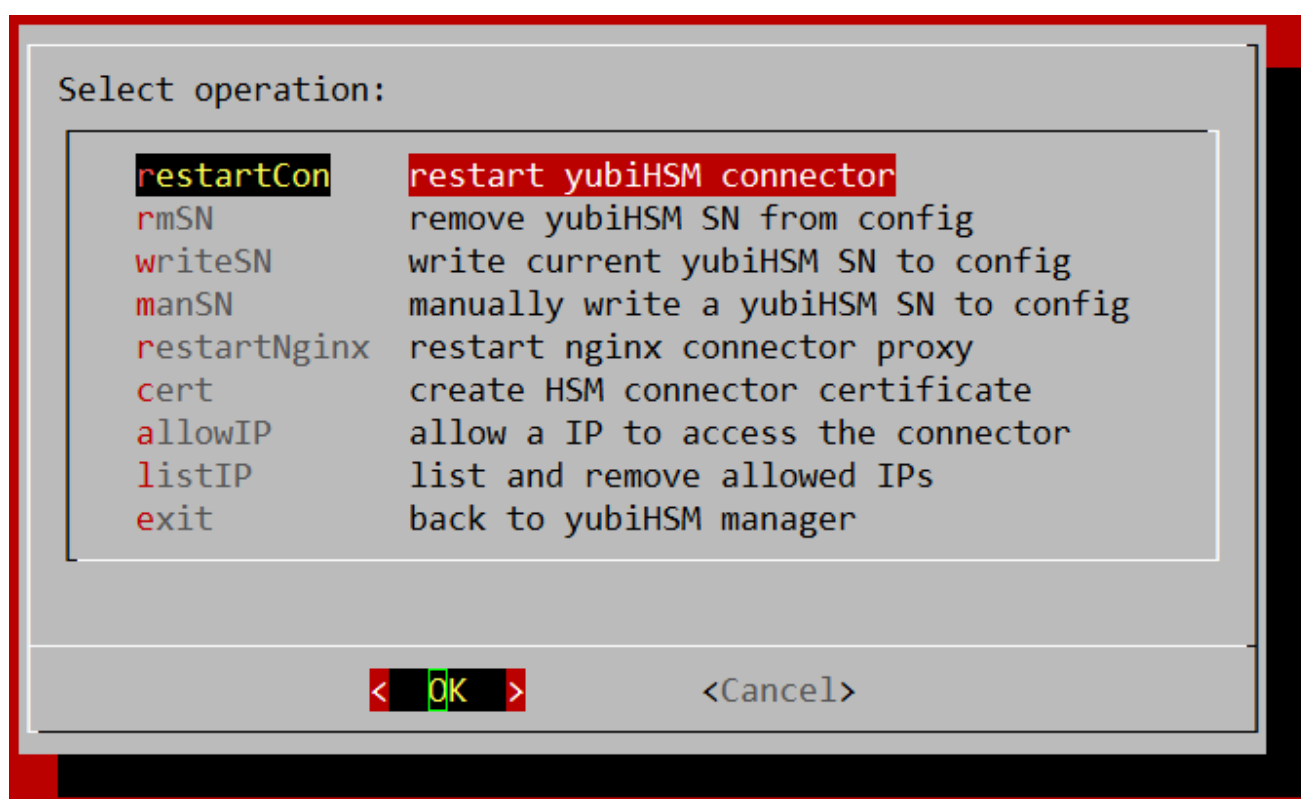 Select operation:
restartCon restart yubiHSM connector
rmSN remove yubiHSM SN from config
writeSN write current yubiHSM SN to config
manSN manually write a yubiHSM SN to config
restartNginx restart nginx connector proxy
cert create HSM connector certificate
allowIP allow a IP to access the connector
listIP list and remove allowed IPs
exit back to yubiHSM manager
< OK > <Cancel>